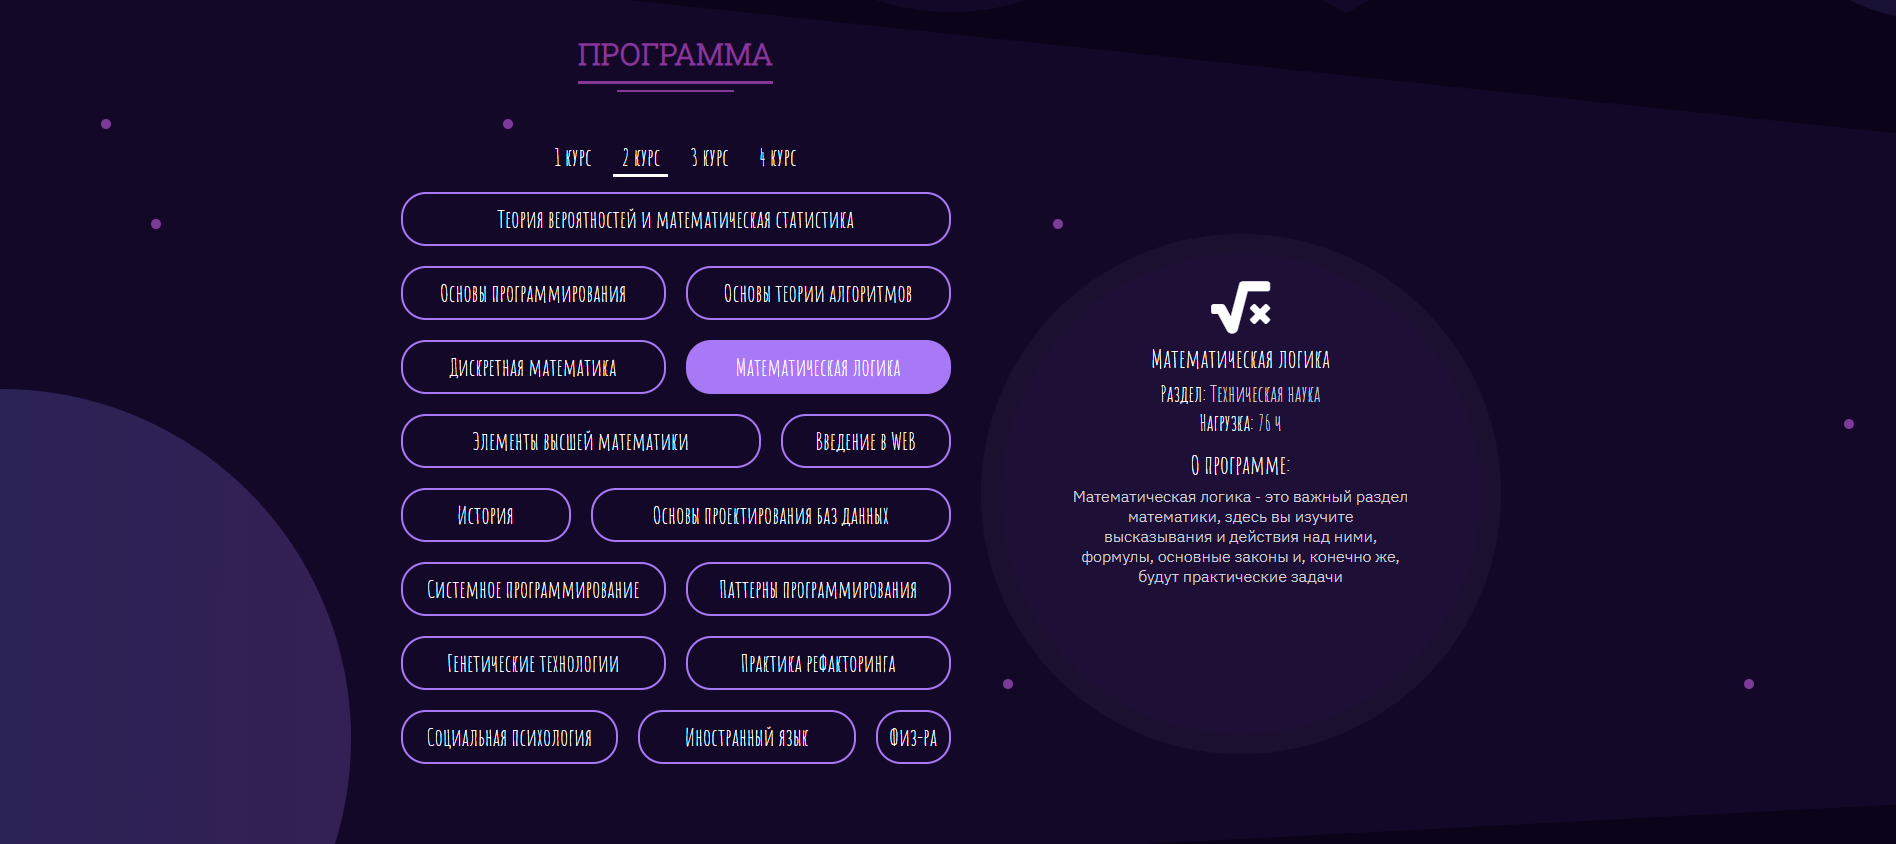 ПРОГРАММА
1 курс 2 курс 3 курс 4 курс
Теория вероятностей и математическая статистика
Основы программирования
Основы теории алгоритмов
Дискретная математика
Математическая логика
Элементы высшей математики
Введение в WEB
История
Основы проектирования баз данных
Системное программирование
Паттерны программирования
Генетические технологии
Практика рефакторинга
Социальная психология
Иностранный язык
Физ-ра
Математическая логика
Раздел: Техническая наука
Нагрузка: 76 ч
О программе:
Математическая логика - это важный раздел
математики, здесь вы изучите
высказывания и действия над ними,
формулы, основные законы и, конечно же,
будут практические задачи